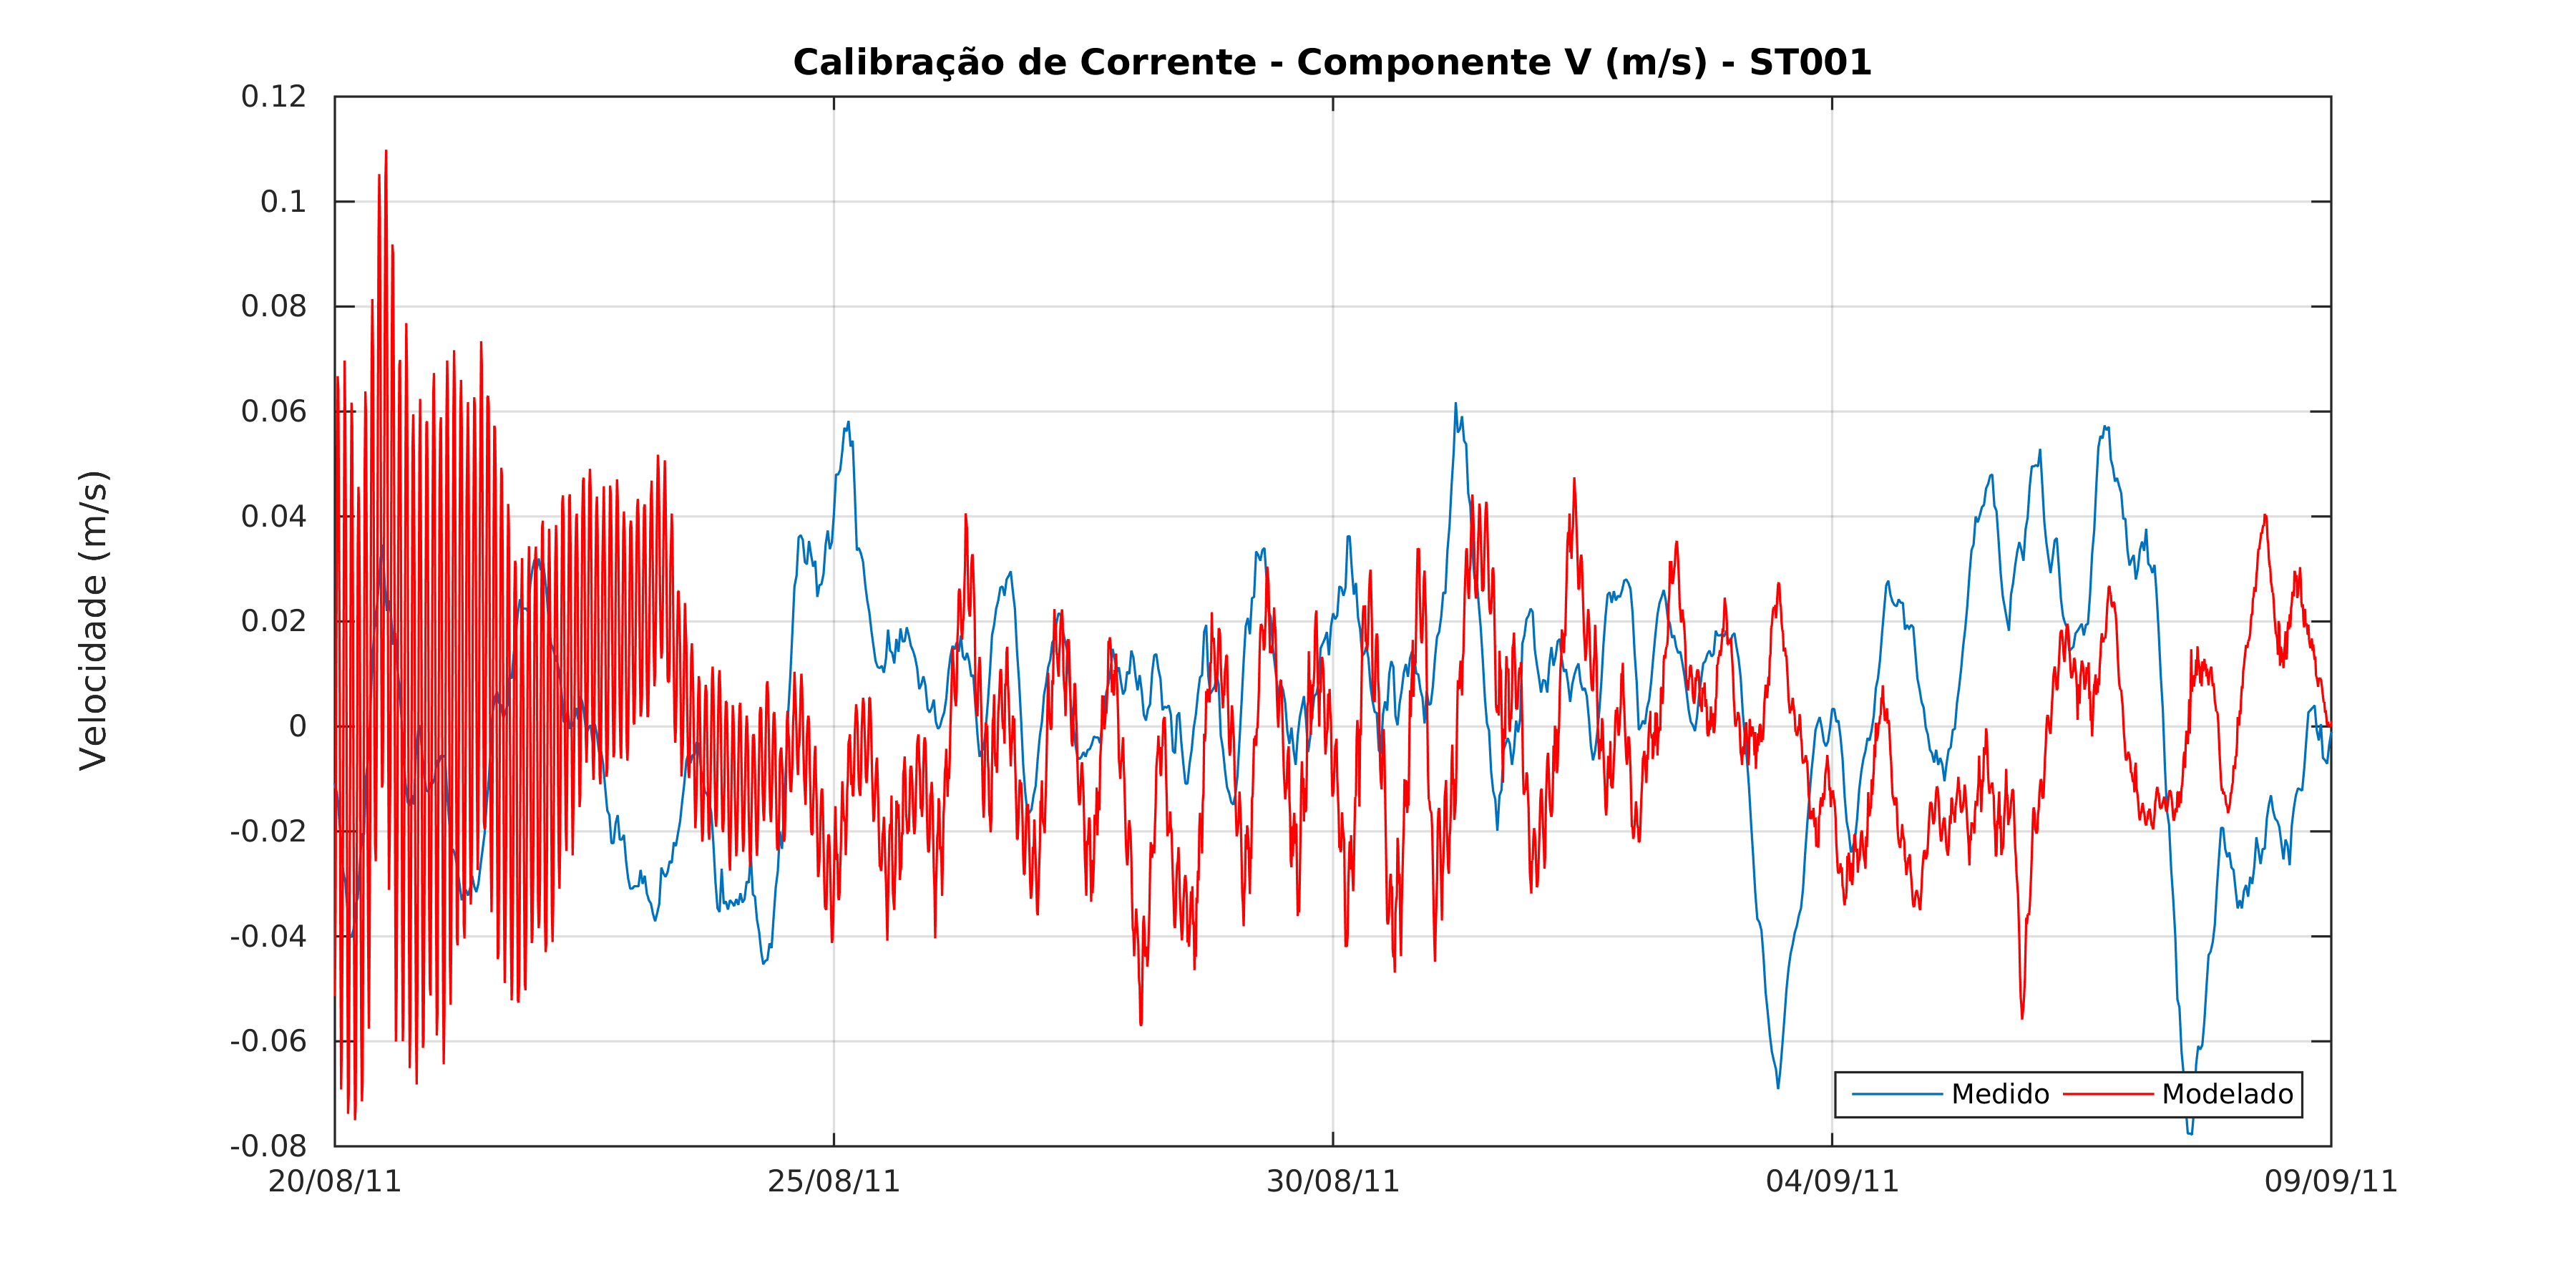 Calibração de Corrente - Componente V (m/s) - ST001
Velocidade (m/s)
0.12
0.1
0.08
0.06
0.04
0.02
0
-0.02
-0.04
-0.06
-0.08
20/08/11 25/08/11 30/08/11 04/09/11 09/09/11
Medido Modelado